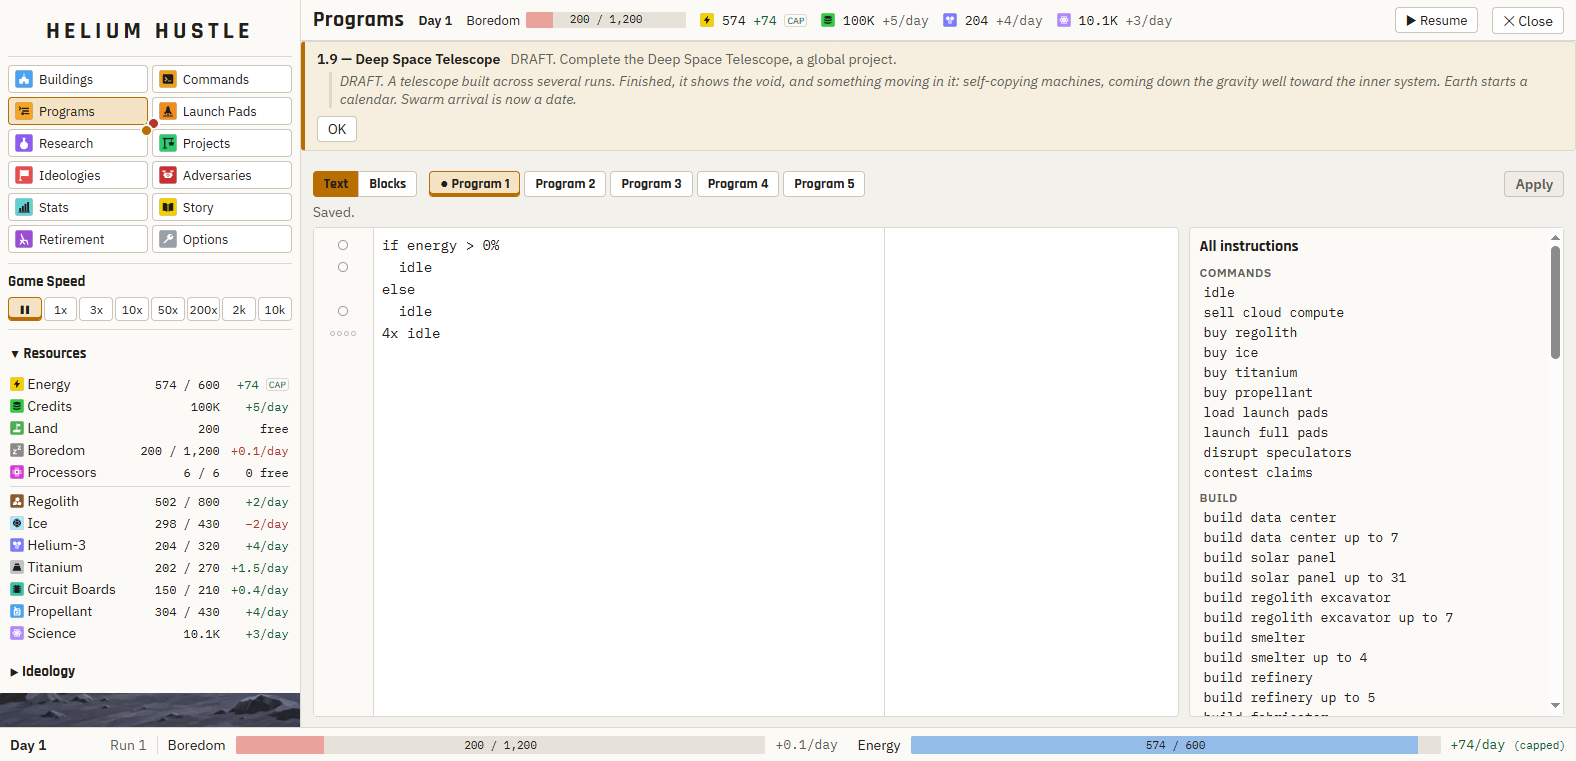 HELIUM HUSTLE
Buildings
Commands
Programs
Launch Pads
Research
Projects
Ideologies
Adversaries
Stats
Story
Retirement
Options
Game Speed
1x 3x 10x 50x 200x 2k 10k
▼ Resources
Energy 574 / 600 +74 CAP
Credits 100K +5/day
Land 200 free
Boredom 200 / 1,200 +0.1/day
Processors 6 / 6 0 free
Regolith 502 / 800 +2/day
Ice 298 / 430 −2/day
Helium-3 204 / 320 +4/day
Titanium 202 / 270 +1.5/day
Circuit Boards 150 / 210 +0.4/day
Propellant 304 / 430 +4/day
Science 10.1K +3/day
▶ Ideology
Programs Day 1 Boredom 200 / 1,200 574 +74 CAP 100K +5/day 204 +4/day 10.1K +3/day
▶ Resume
✕ Close
1.9 — Deep Space Telescope DRAFT. Complete the Deep Space Telescope, a global project.
DRAFT. A telescope built across several runs. Finished, it shows the void, and something moving in it: self-copying machines, coming down the gravity well toward the inner system. Earth starts a
calendar. Swarm arrival is now a date.
OK
Text Blocks ● Program 1 Program 2 Program 3 Program 4 Program 5 Apply
Saved.
if energy > 0%
idle
else
idle
4x idle
All instructions
COMMANDS
idle
sell cloud compute
buy regolith
buy ice
buy titanium
buy propellant
load launch pads
launch full pads
disrupt speculators
contest claims
BUILD
build data center
build data center up to 7
build solar panel
build solar panel up to 31
build regolith excavator
build regolith excavator up to 7
build smelter
build smelter up to 4
build refinery
build refinery up to 5
build fabricator
Day 1 Run 1 Boredom 200 / 1,200 +0.1/day Energy 574 / 600 +74/day (capped)